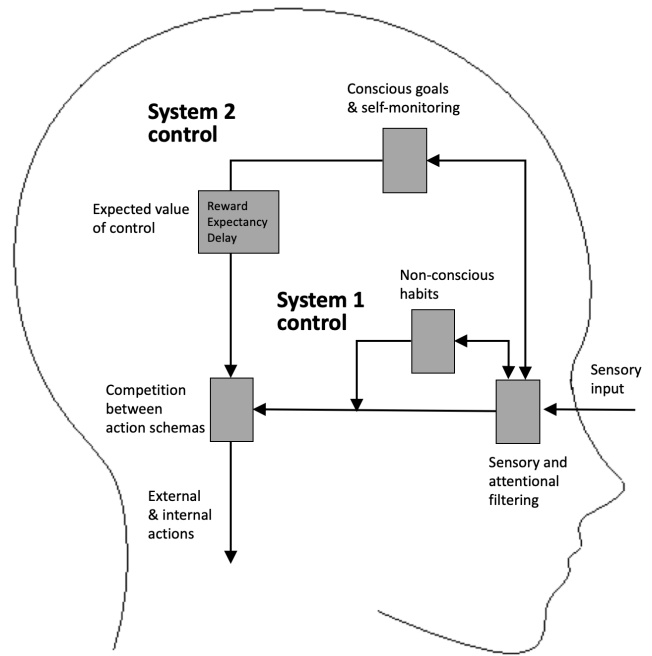 Conscious goals
& self-monitoring
System 2
control
Expected value
of control
Reward
Expectancy
Delay
Non-conscious
habits
System 1
control
Sensory
input
Competition
between
action schemas
Sensory and
attentional
filtering
External
& internal
actions